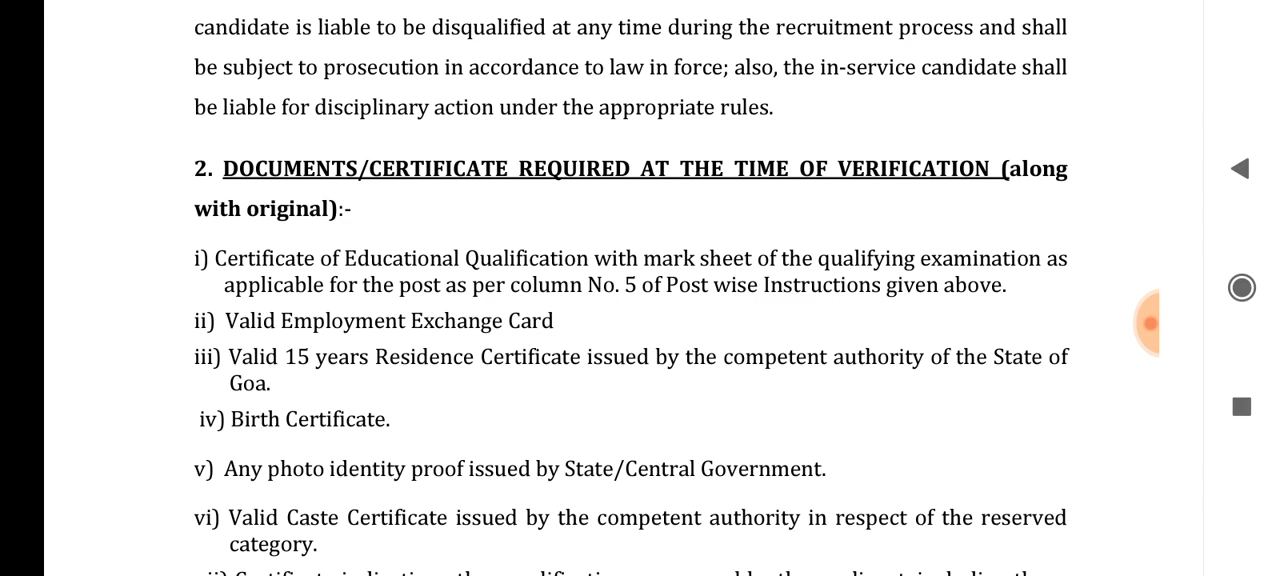 candidate is liable to be disqualified at any time during the recruitment process and shall
be subject to prosecution in accordance to law in force; also, the in-service candidate shall
be liable for disciplinary action under the appropriate rules.
2. DOCUMENTS/CERTIFICATE REQUIRED AT THE TIME OF VERIFICATION (along
with original):-
i) Certificate of Educational Qualification with mark sheet of the qualifying examination as
applicable for the post as per column No. 5 of Post wise Instructions given above.
ii) Valid Employment Exchange Card
iii) Valid 15 years Residence Certificate issued by the competent authority of the State of
Goa.
iv) Birth Certificate.
v) Any photo identity proof issued by State/Central Government.
vi) Valid Caste Certificate issued by the competent authority in respect of the reserved
category.